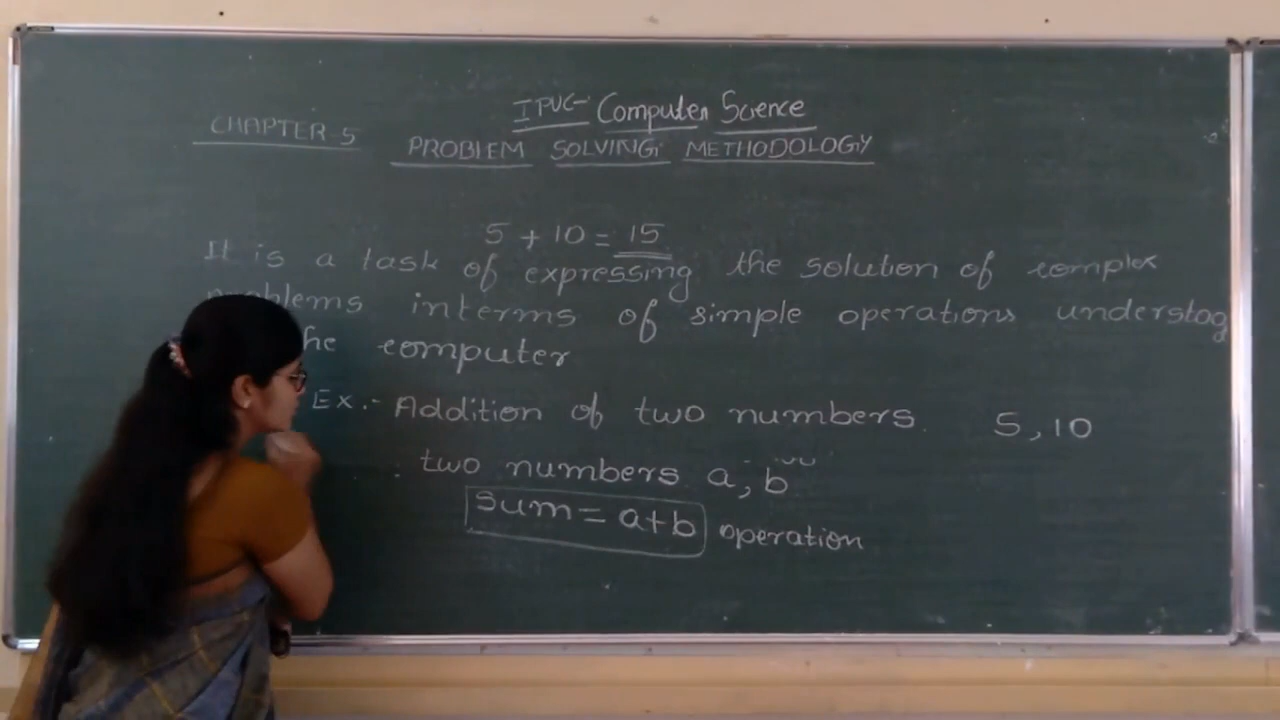 I PUC- Computer Science
CHAPTER-5 PROBLEM SOLVING METHODOLOGY
5 + 10 = 15
It is a task of expressing the solution of complex
problems interms of simple operations understood
the computer
Ex:- Addition of two numbers. 5, 10
two numbers a, b
sum = a+b operation